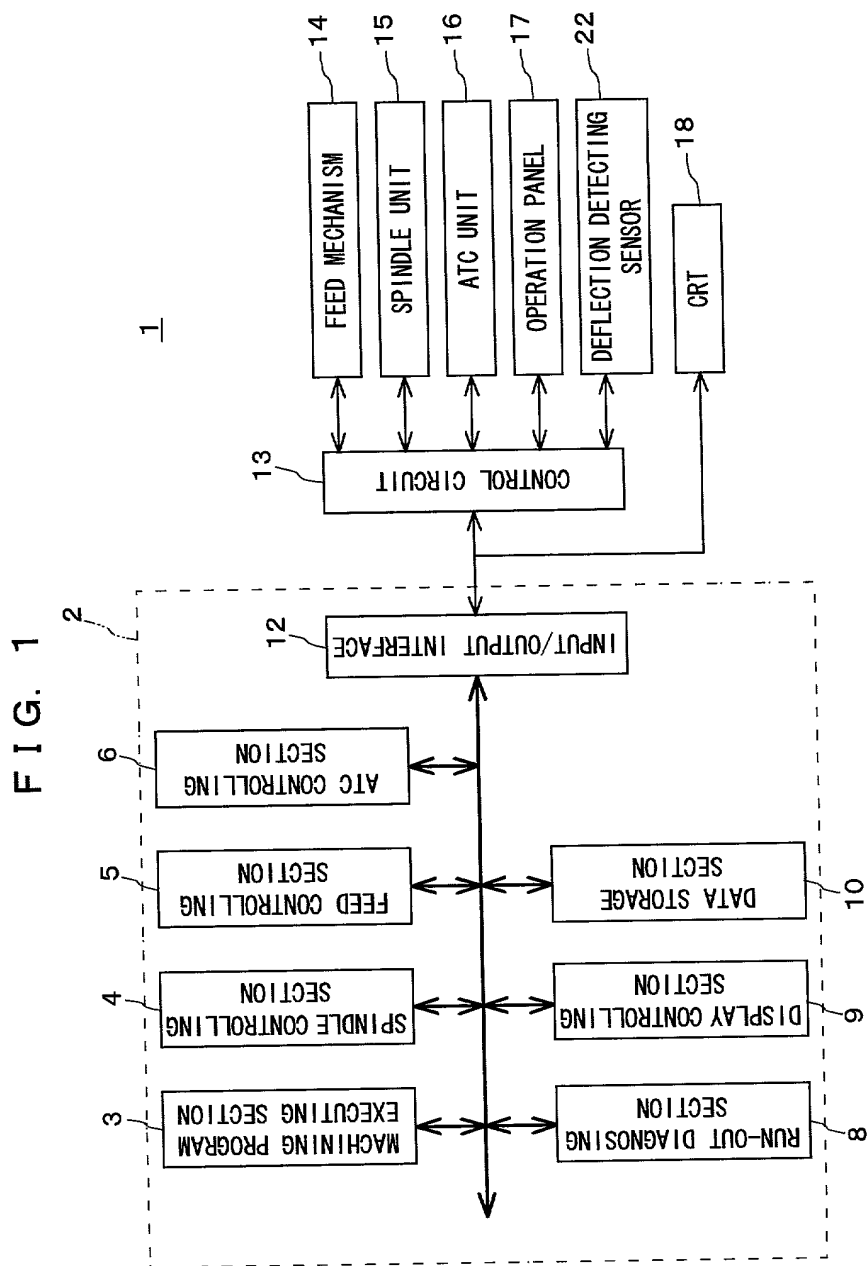 FIG. 1
1
2
3
MACHINING PROGRAM
EXECUTING SECTION
4
SPINDLE CONTROLLING
SECTION
5
FEED CONTROLLING
SECTION
6
ATC CONTROLLING
SECTION
8
RUN-OUT DIAGNOSING
SECTION
9
DISPLAY CONTROLLING
SECTION
10
DATA STORAGE
SECTION
12
INPUT/OUTPUT INTERFACE
13
CONTROL CIRCUIT
14
FEED MECHANISM
15
SPINDLE UNIT
16
ATC UNIT
17
OPERATION PANEL
22
DEFLECTION DETECTING
SENSOR
18
CRT